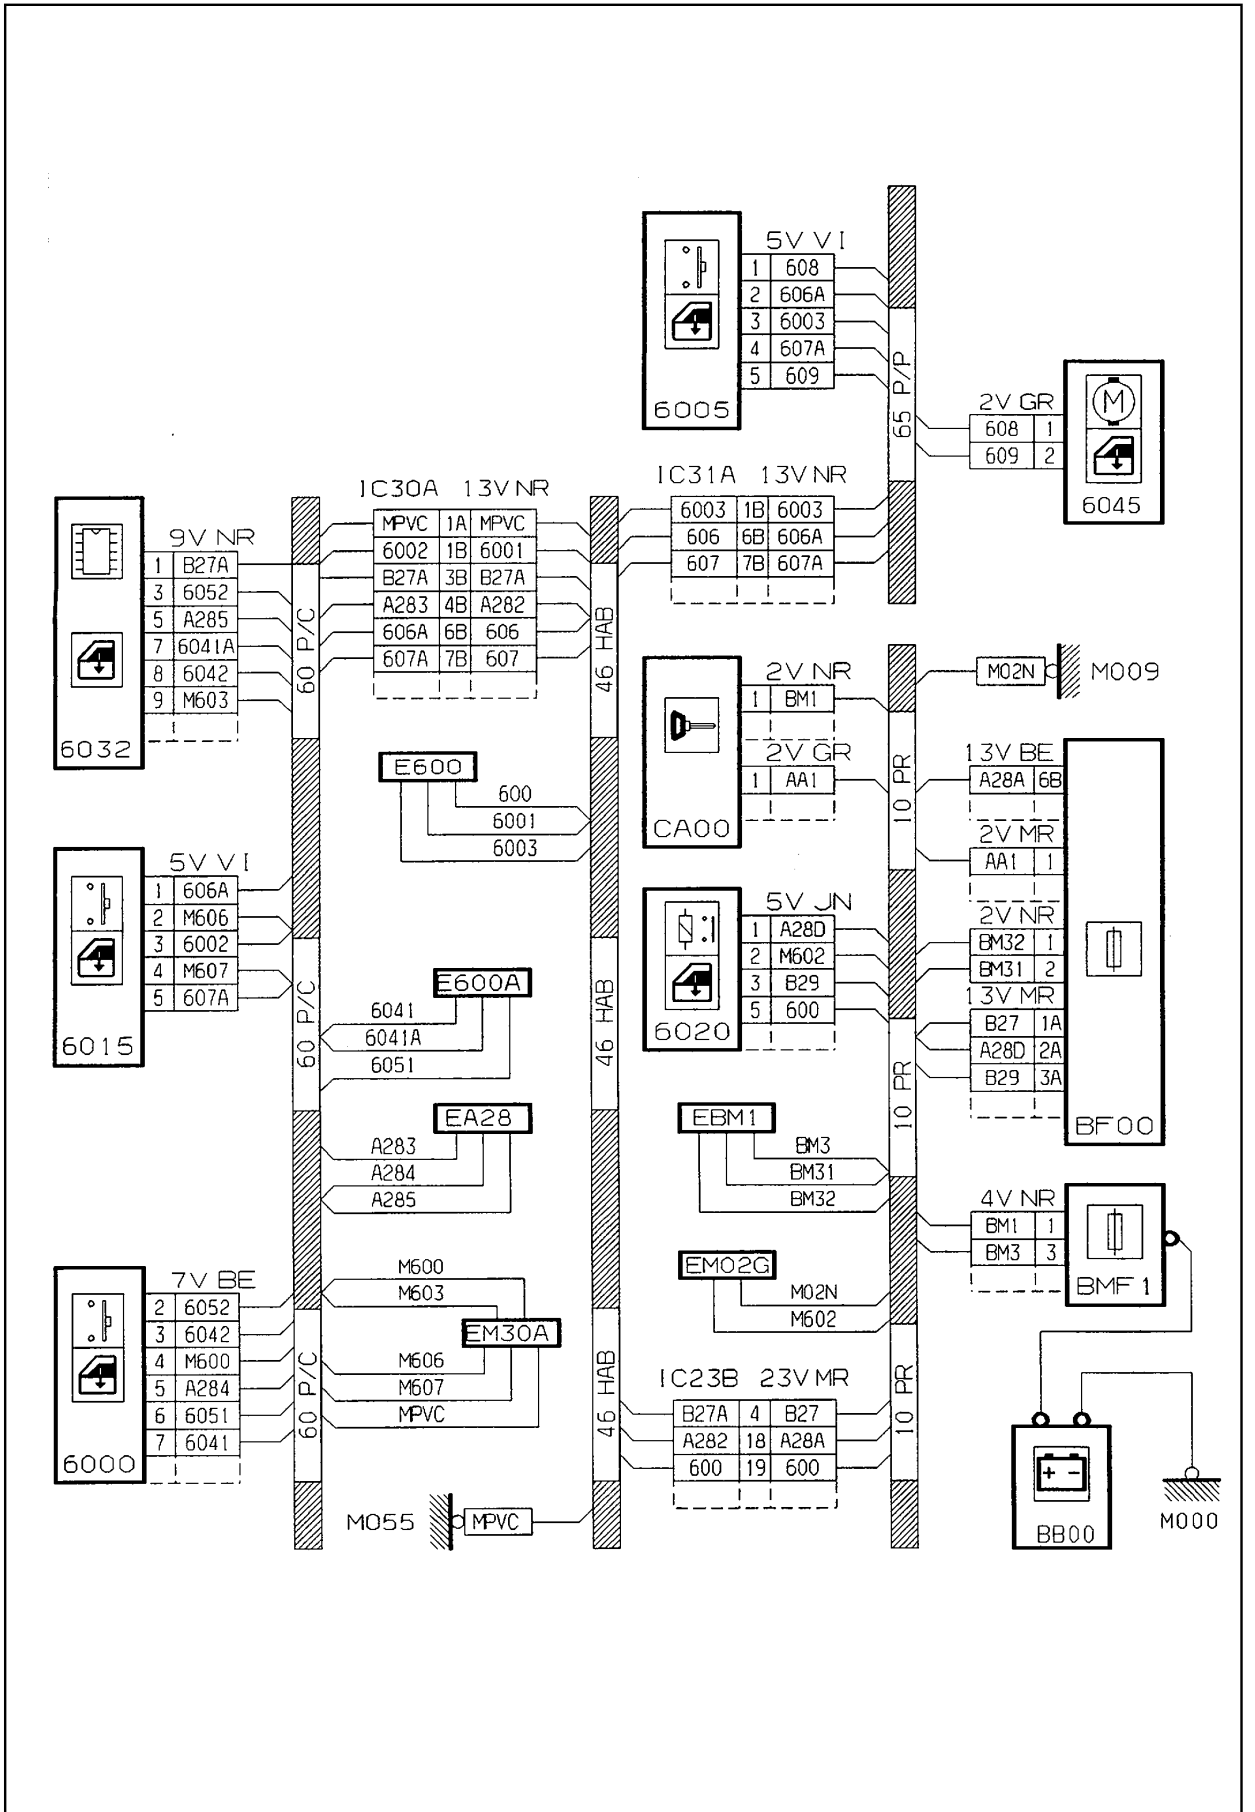 5V VI
1 608
2 606A
3 6003
4 607A
5 609
6005
65 P/P
2V GR
608 1
609 2
6045
M
IC31A 13V NR
6003 1B 6003
606 6B 606A
607 7B 607A
IC30A 13V NR
MPVC 1A MPVC
6002 1B 6001
B27A 3B B27A
A283 4B A282
606A 6B 606
607A 7B 607
9V NR
1 B27A
3 6052
5 A285
7 6041A
8 6042
9 M603
6032
60 P/C
46 HAB
2V NR
1 BM1
2V GR
1 AA1
CA00
10 PR
M02N M009
13V BE
A28A 6B
2V MR
AA1 1
2V NR
BM32 1
BM31 2
13V MR
B27 1A
A28D 2A
B29 3A
BF00
E600
600
6001
6003
5V VI
1 606A
2 M606
3 6002
4 M607
5 607A
6015
60 P/C
46 HAB
5V JN
1 A28D
2 M602
3 B29
5 600
6020
10 PR
E600A
6041
6041A
6051
EA28
A283
A284
A285
EBM1
BM3
BM31
BM32
4V NR
BM1 1
BM3 3
BMF1
EM02G
M02N
M602
7V BE
2 6052
3 6042
4 M600
5 A284
6 6051
7 6041
6000
60 P/C
M600
M603
EM30A
M606
M607
MPVC
46 HAB
IC23B 23V MR
B27A 4 B27
A282 18 A28A
600 19 600
10 PR
M055 MPVC
+ -
BB00
M000